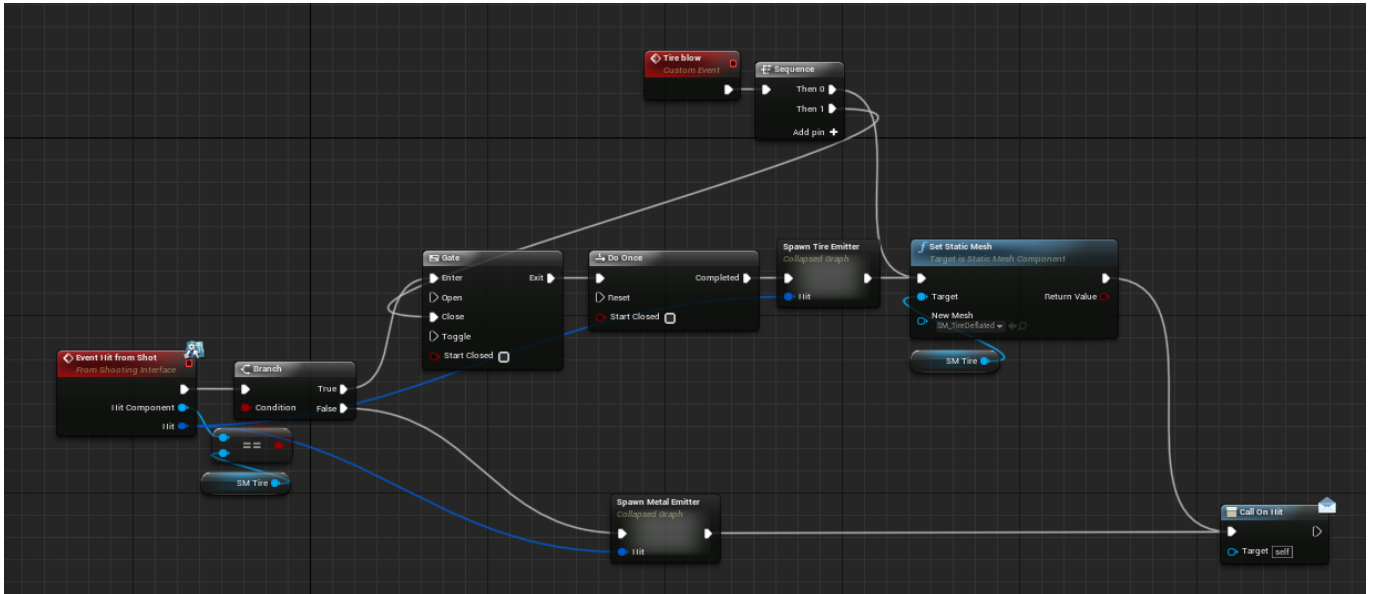 Tire blow
Custom Event
Sequence
Then 0
Then 1
Add pin +
Gate
Enter
Exit
Open
Close
Toggle
Start Closed
Do Once
Completed
Reset
Start Closed
Spawn Tire Emitter
Collapsed Graph
Hit
Set Static Mesh
Target is Static Mesh Component
Target
Return Value
New Mesh
SM_TireDeflated
SM Tire
Event Hit from Shot
From Shooting Interface
Hit Component
Hit
Branch
True
Condition
False
==
SM Tire
Spawn Metal Emitter
Collapsed Graph
Hit
Call On Hit
Target self